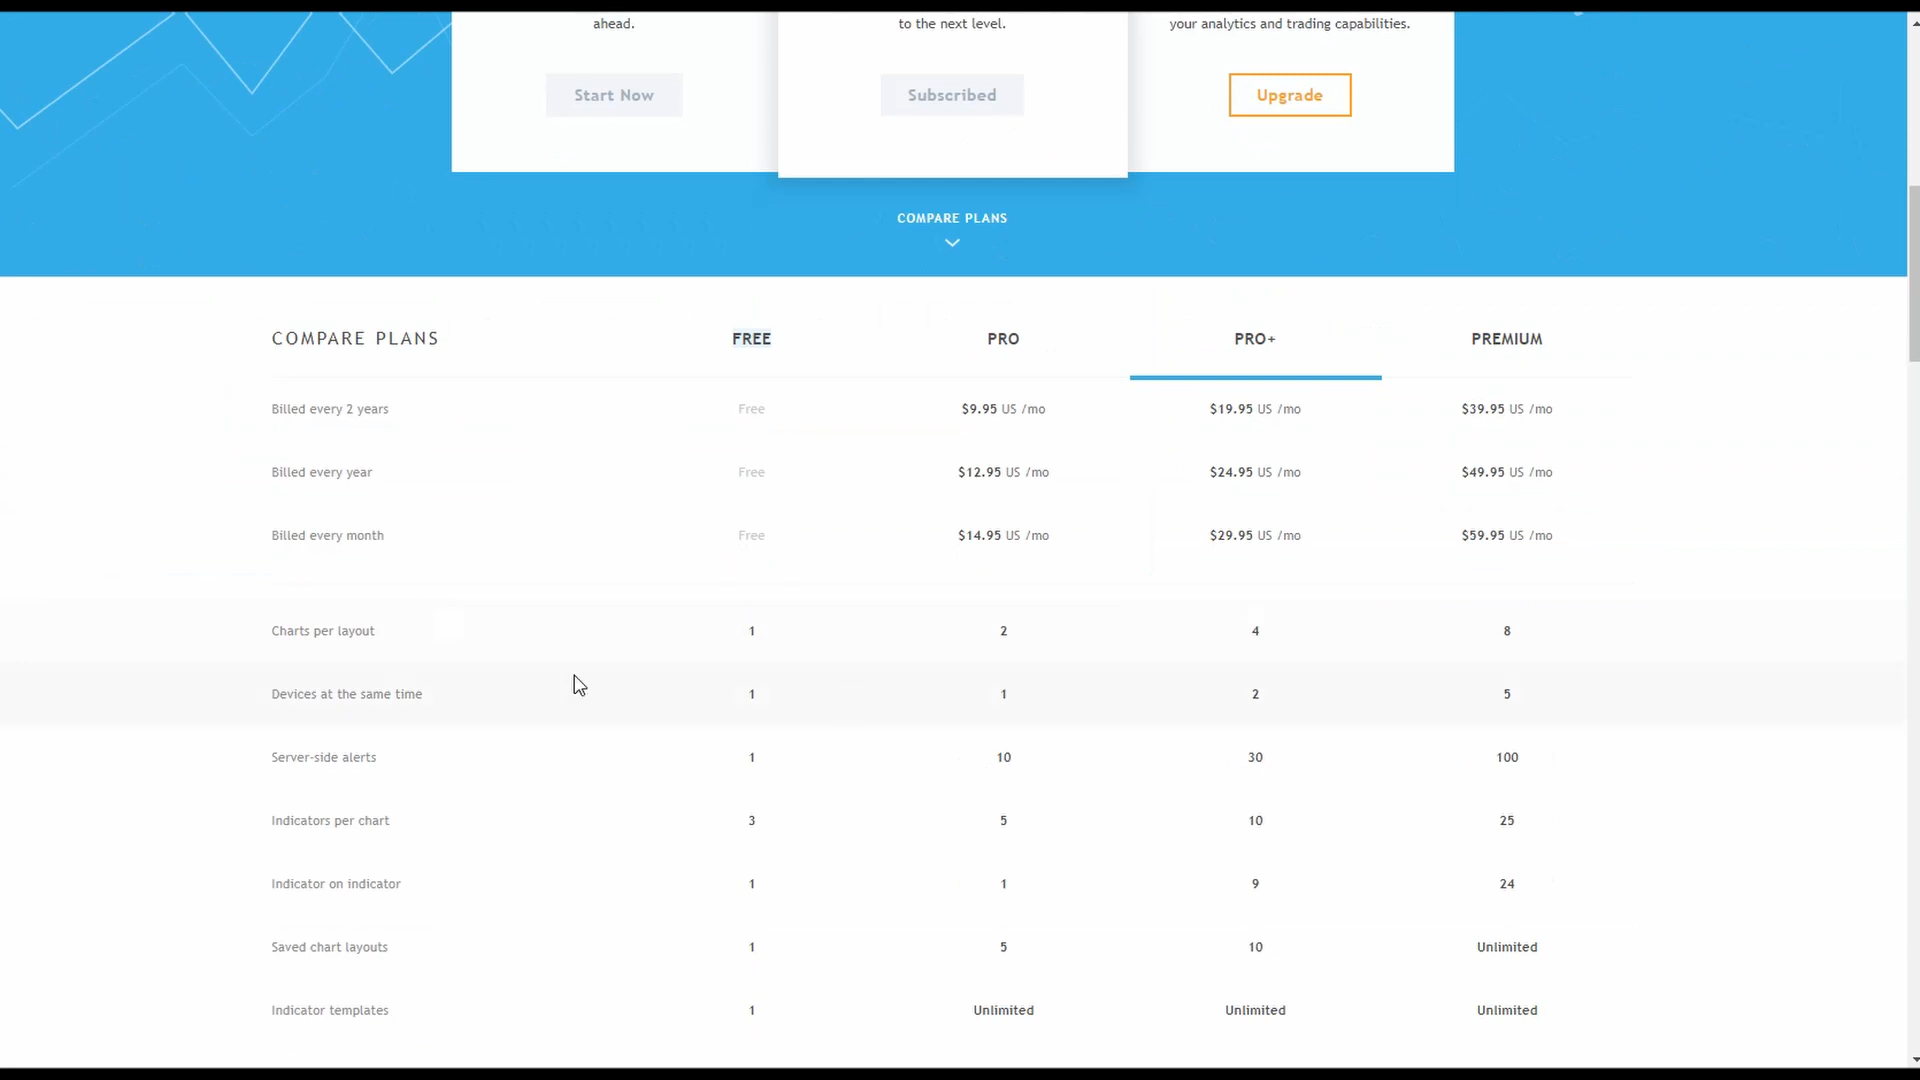 ahead.
to the next level.
your analytics and trading capabilities.
Start Now
Subscribed
Upgrade
COMPARE PLANS
COMPARE PLANS FREE PRO PRO+ PREMIUM
Billed every 2 years Free $9.95 US /mo $19.95 US /mo $39.95 US /mo
Billed every year Free $12.95 US /mo $24.95 US /mo $49.95 US /mo
Billed every month Free $14.95 US /mo $29.95 US /mo $59.95 US /mo
Charts per layout 1 2 4 8
Devices at the same time 1 1 2 5
Server-side alerts 1 10 30 100
Indicators per chart 3 5 10 25
Indicator on indicator 1 1 9 24
Saved chart layouts 1 5 10 Unlimited
Indicator templates 1 Unlimited Unlimited Unlimited